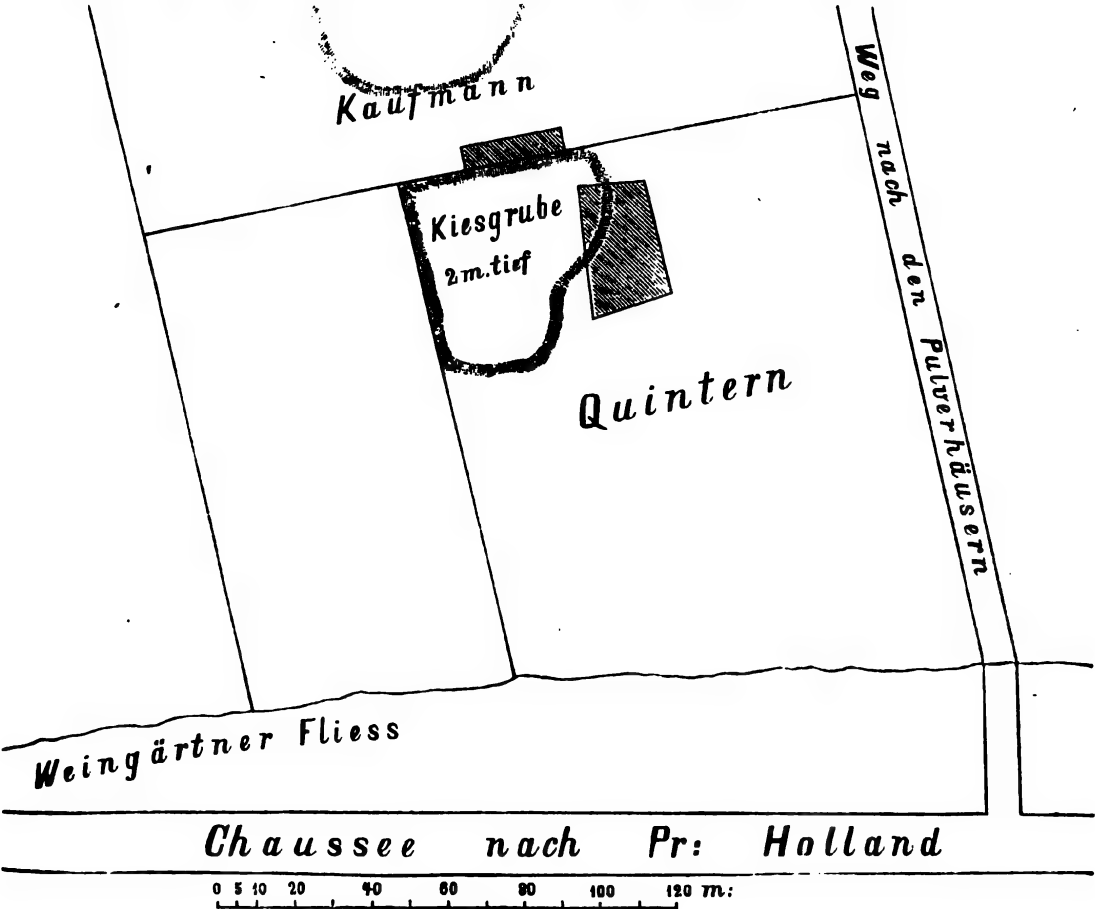 Kaufmann
Weg nach den Pulverhäusern
Kiesgrube
2 m. tief
Quintern
Weingärtner Fliess
Chaussee nach Pr: Holland
0 5 10 20 40 60 80 100 120 m: